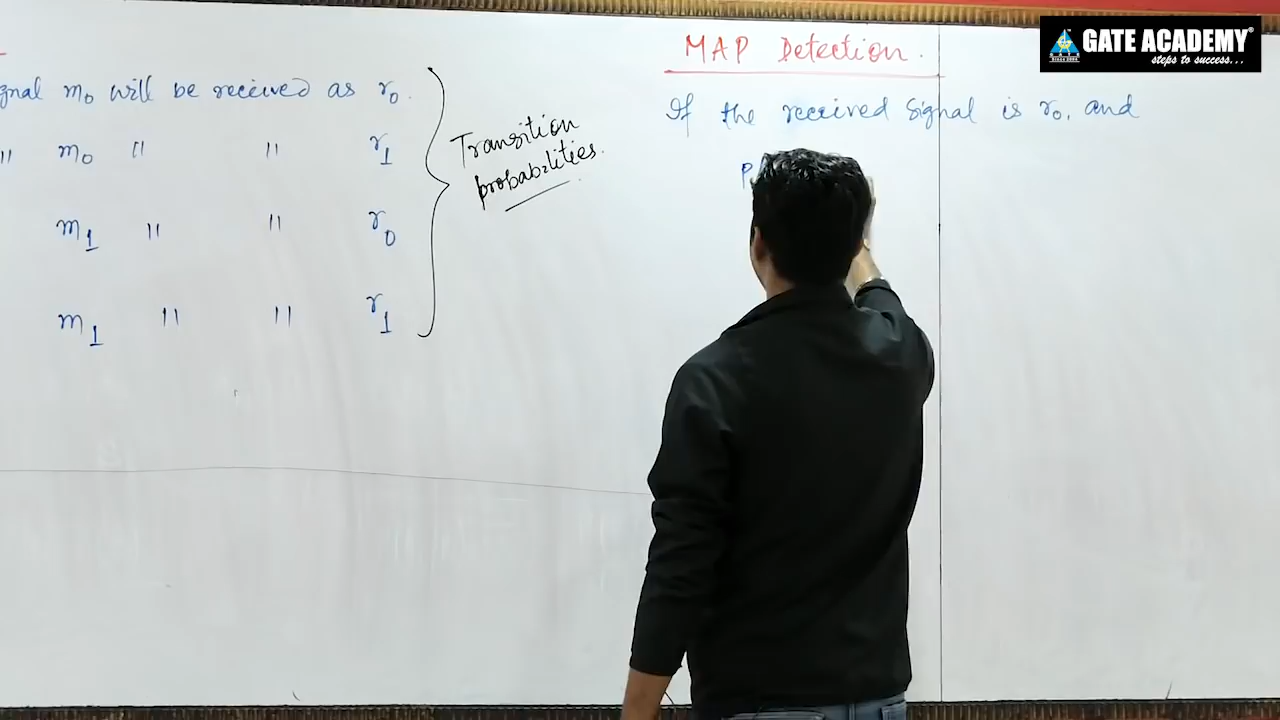 gnal m0 will be received as r0.
" m0 " " r1
m1 " " r0
m1 " " r1
Transition
probabilities.
MAP Detection.
If the received signal is r0, and
P(
GATE ACADEMY®
steps to success...